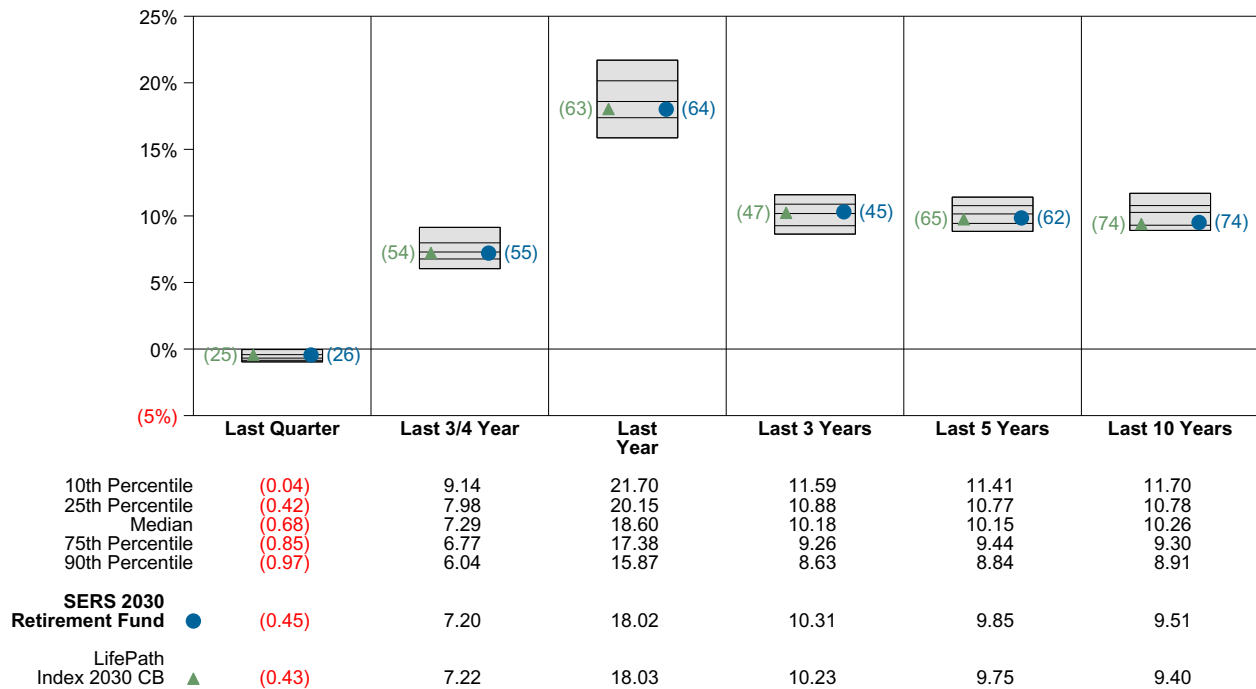 25%
20%
15%
10%
5%
0%
(5%)
(25) (26)
(54) (55)
(63) (64)
(47) (45)
(65) (62)
(74) (74)
Last Quarter Last 3/4 Year Last Last 3 Years Last 5 Years Last 10 Years
Year
10th Percentile (0.04) 9.14 21.70 11.59 11.41 11.70
25th Percentile (0.42) 7.98 20.15 10.88 10.77 10.78
Median (0.68) 7.29 18.60 10.18 10.15 10.26
75th Percentile (0.85) 6.77 17.38 9.26 9.44 9.30
90th Percentile (0.97) 6.04 15.87 8.63 8.84 8.91
SERS 2030
Retirement Fund (0.45) 7.20 18.02 10.31 9.85 9.51
LifePath
Index 2030 CB (0.43) 7.22 18.03 10.23 9.75 9.40